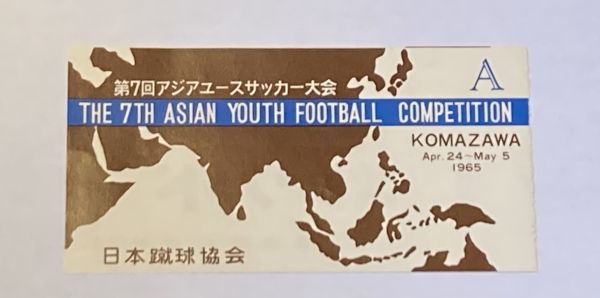 第7回アジアユースサッカー大会
A
THE 7TH ASIAN YOUTH FOOTBALL COMPETITION
KOMAZAWA
Apr. 24~May 5
1965
日本蹴球協会